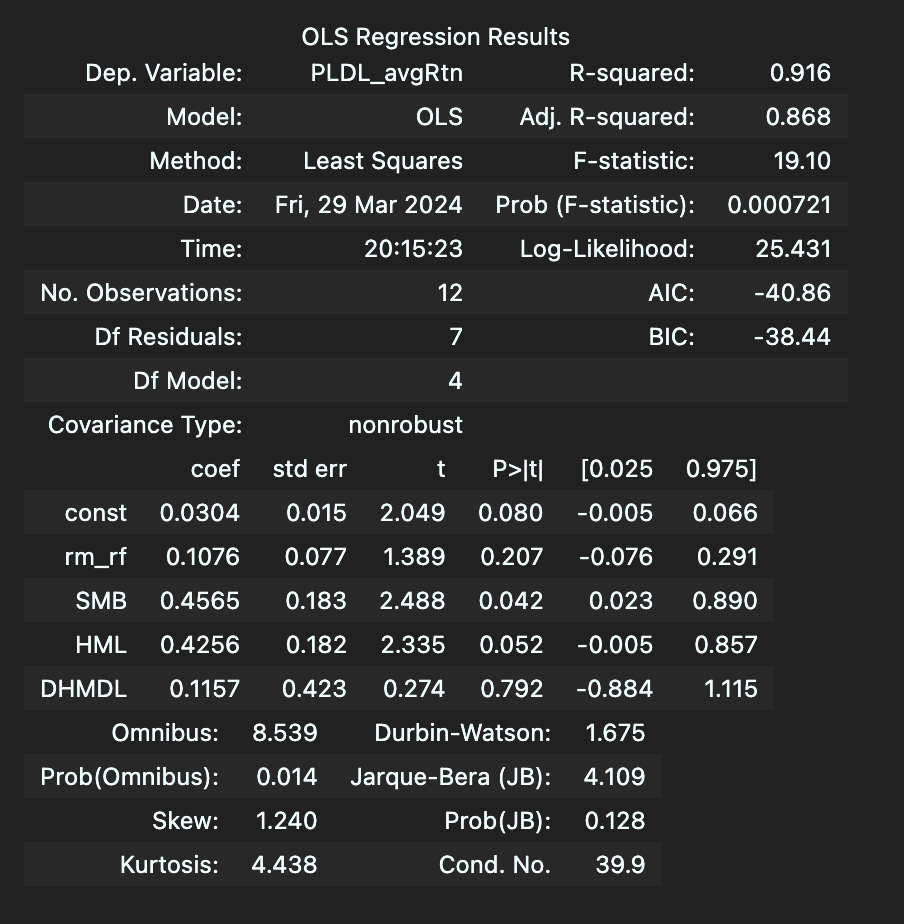 OLS Regression Results
Dep. Variable: PLDL_avgRtn R-squared: 0.916
Model: OLS Adj. R-squared: 0.868
Method: Least Squares F-statistic: 19.10
Date: Fri, 29 Mar 2024 Prob (F-statistic): 0.000721
Time: 20:15:23 Log-Likelihood: 25.431
No. Observations: 12 AIC: -40.86
Df Residuals: 7 BIC: -38.44
Df Model: 4
Covariance Type: nonrobust
coef std err t P>|t| [0.025 0.975]
const 0.0304 0.015 2.049 0.080 -0.005 0.066
rm_rf 0.1076 0.077 1.389 0.207 -0.076 0.291
SMB 0.4565 0.183 2.488 0.042 0.023 0.890
HML 0.4256 0.182 2.335 0.052 -0.005 0.857
DHMDL 0.1157 0.423 0.274 0.792 -0.884 1.115
Omnibus: 8.539 Durbin-Watson: 1.675
Prob(Omnibus): 0.014 Jarque-Bera (JB): 4.109
Skew: 1.240 Prob(JB): 0.128
Kurtosis: 4.438 Cond. No. 39.9